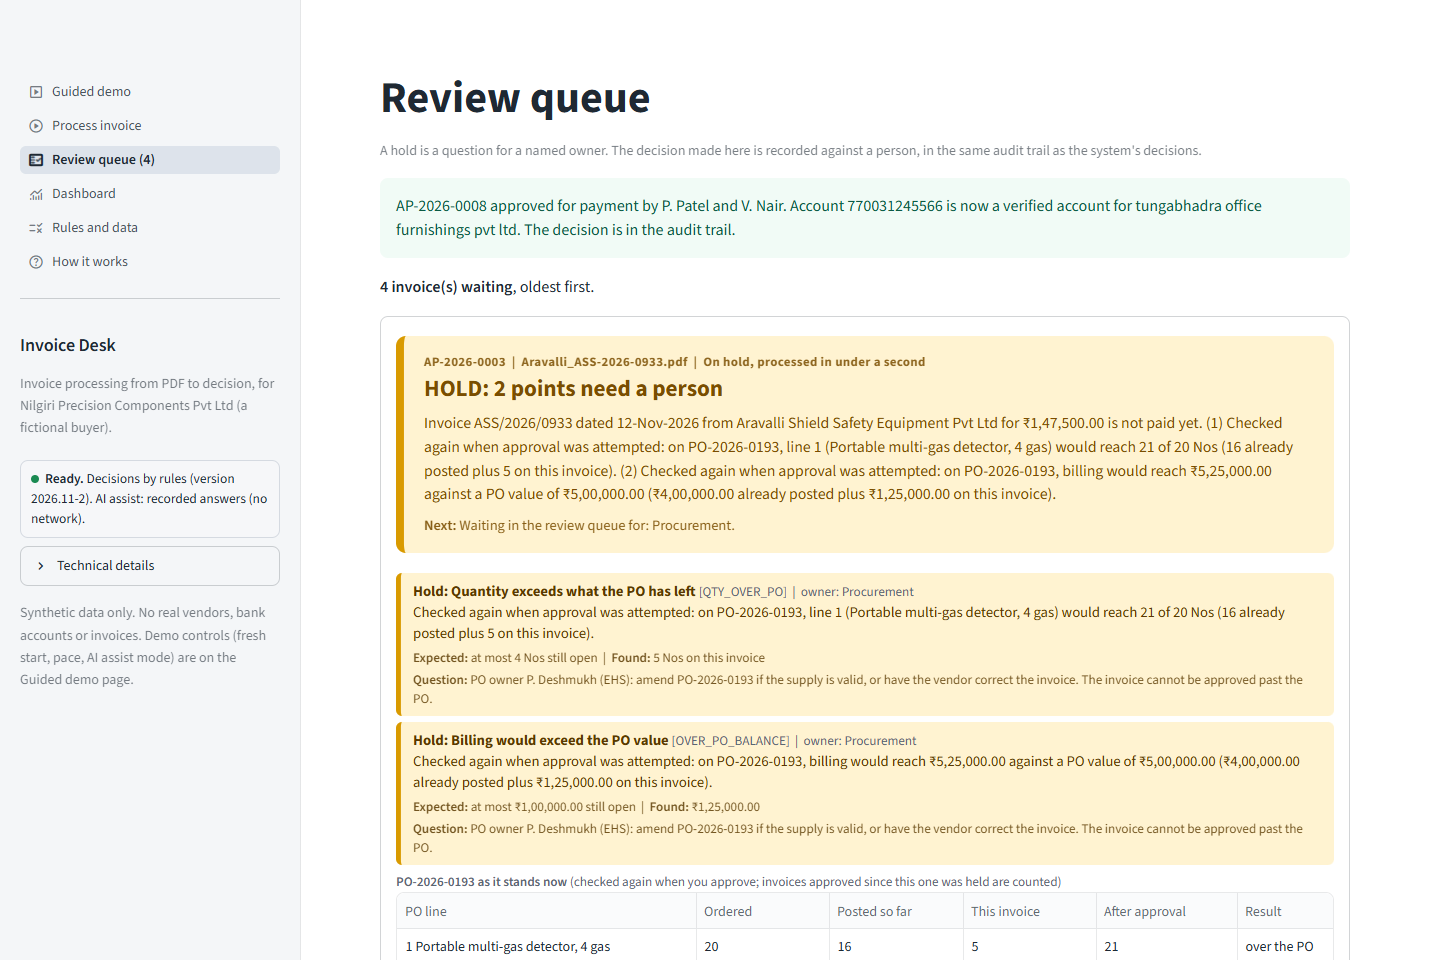 Guided demo
Process invoice
Review queue (4)
Dashboard
Rules and data
How it works
Invoice Desk
Invoice processing from PDF to decision, for
Nilgiri Precision Components Pvt Ltd (a
fictional buyer).
Ready. Decisions by rules (version
2026.11-2). AI assist: recorded answers (no
network).
Technical details
Synthetic data only. No real vendors, bank
accounts or invoices. Demo controls (fresh
start, pace, AI assist mode) are on the
Guided demo page.
Review queue
A hold is a question for a named owner. The decision made here is recorded against a person, in the same audit trail as the system's decisions.
AP-2026-0008 approved for payment by P. Patel and V. Nair. Account 770031245566 is now a verified account for tungabhadra office
furnishings pvt ltd. The decision is in the audit trail.
4 invoice(s) waiting, oldest first.
AP-2026-0003 | Aravalli_ASS-2026-0933.pdf | On hold, processed in under a second
HOLD: 2 points need a person
Invoice ASS/2026/0933 dated 12-Nov-2026 from Aravalli Shield Safety Equipment Pvt Ltd for ₹1,47,500.00 is not paid yet. (1) Checked
again when approval was attempted: on PO-2026-0193, line 1 (Portable multi-gas detector, 4 gas) would reach 21 of 20 Nos (16 already
posted plus 5 on this invoice). (2) Checked again when approval was attempted: on PO-2026-0193, billing would reach ₹5,25,000.00
against a PO value of ₹5,00,000.00 (₹4,00,000.00 already posted plus ₹1,25,000.00 on this invoice).
Next: Waiting in the review queue for: Procurement.
Hold: Quantity exceeds what the PO has left [QTY_OVER_PO] | owner: Procurement
Checked again when approval was attempted: on PO-2026-0193, line 1 (Portable multi-gas detector, 4 gas) would reach 21 of 20 Nos (16 already
posted plus 5 on this invoice).
Expected: at most 4 Nos still open | Found: 5 Nos on this invoice
Question: PO owner P. Deshmukh (EHS): amend PO-2026-0193 if the supply is valid, or have the vendor correct the invoice. The invoice cannot be approved past the
PO.
Hold: Billing would exceed the PO value [OVER_PO_BALANCE] | owner: Procurement
Checked again when approval was attempted: on PO-2026-0193, billing would reach ₹5,25,000.00 against a PO value of ₹5,00,000.00 (₹4,00,000.00
already posted plus ₹1,25,000.00 on this invoice).
Expected: at most ₹1,00,000.00 still open | Found: ₹1,25,000.00
Question: PO owner P. Deshmukh (EHS): amend PO-2026-0193 if the supply is valid, or have the vendor correct the invoice. The invoice cannot be approved past the
PO.
PO-2026-0193 as it stands now (checked again when you approve; invoices approved since this one was held are counted)
PO line Ordered Posted so far This invoice After approval Result
1 Portable multi-gas detector, 4 gas 20 16 5 21 over the PO